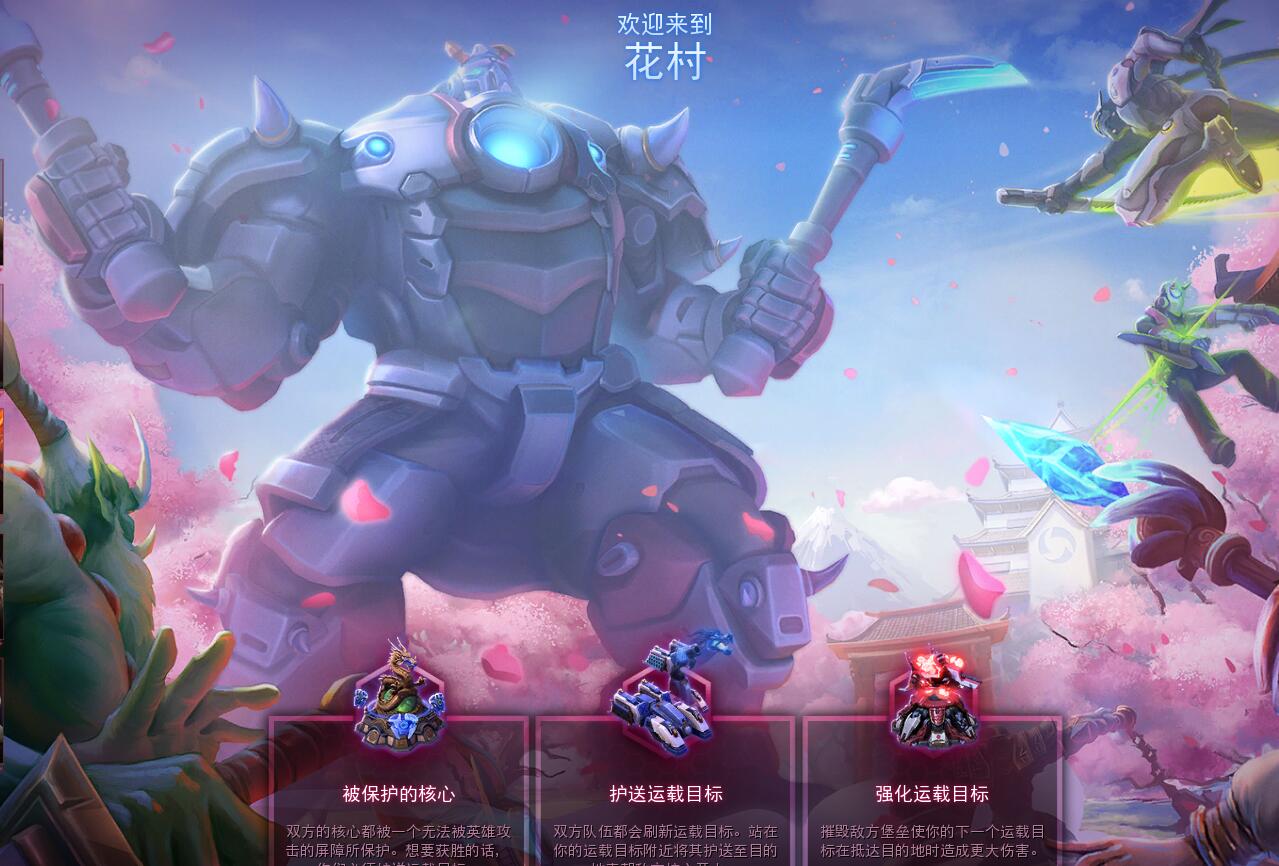 欢迎来到
花村
被保护的核心
双方的核心都被一个无法被英雄攻
击的屏障所保护。想要获胜的话,
护送运载目标
双方队伍都会刷新运载目标。站在
你的运载目标附近将其护送至目的
强化运载目标
摧毁敌方堡垒使你的下一个运载目
标在抵达目的地时造成更大伤害。